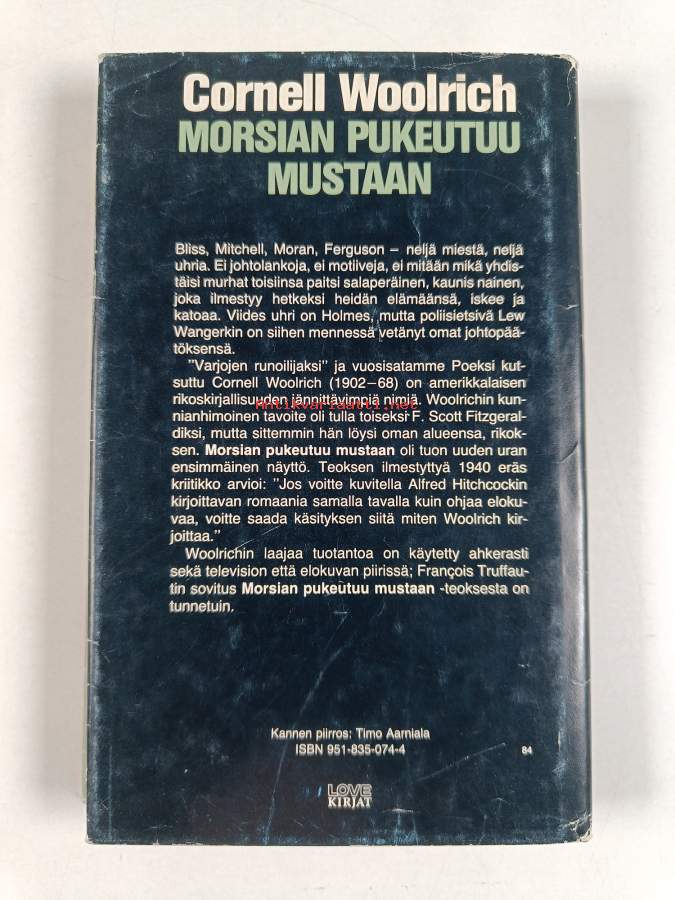 Cornell Woolrich
MORSIAN PUKEUTUU
MUSTAAN
Bliss, Mitchell, Moran, Ferguson – neljä miestä, neljä
uhria. Ei johtolankoja, ei motiiveja, ei mitään mikä yhdis-
täisi murhat toisiinsa paitsi salaperäinen, kaunis nainen,
joka ilmestyy hetkeksi heidän elämäänsä, iskee ja
katoaa. Viides uhri on Holmes, mutta poliisietsivä Lew
Wangerkin on siihen mennessä vetänyt omat johtopää-
töksensä.
"Varjojen runoilijaksi" ja vuosisatamme Poeksi kut-
suttu Cornell Woolrich (1902–68) on amerikkalaisen
rikoskirjallisuuden jännittävimpiä nimiä. Woolrichin kun-
Antikvariaatti.net
nianhimoinen tavoite oli tulla toiseksi F. Scott Fitzgeral-
diksi, mutta sittemmin hän löysi oman alueensa, rikok-
sen. Morsian pukeutuu mustaan oli tuon uuden uran
ensimmäinen näyttö. Teoksen ilmestyttyä 1940 eräs
kriitikko arvioi: "Jos voitte kuvitella Alfred Hitchcockin
kirjoittavan romaania samalla tavalla kuin ohjaa eloku-
vaa, voitte saada käsityksen siitä miten Woolrich kir-
joittaa."
Woolrichin laajaa tuotantoa on käytetty ahkerasti
sekä television että elokuvan piirissä; François Truffau-
tin sovitus Morsian pukeutuu mustaan -teoksesta on
tunnetuin.
Kannen piirros: Timo Aarniala
ISBN 951-835-074-4
84
LOVE
KIRJAT